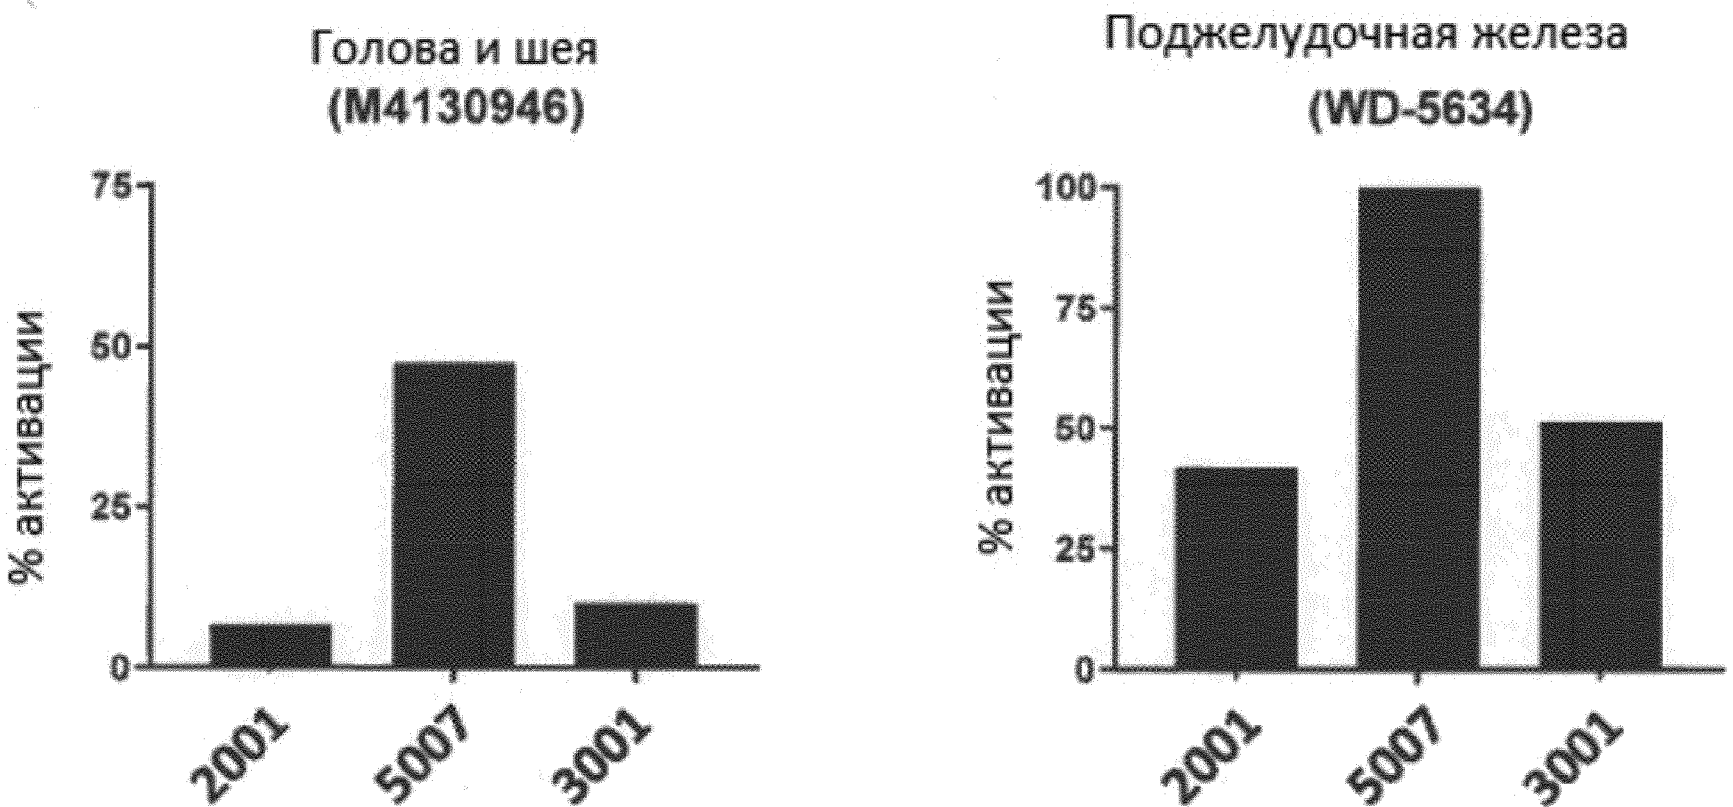 Голова и шея
(M4130946)
% активации
75
50
25
0
2001
5007
3001
Поджелудочная железа
(WD-5634)
% активации
100
75
50
25
0
2001
5007
3001